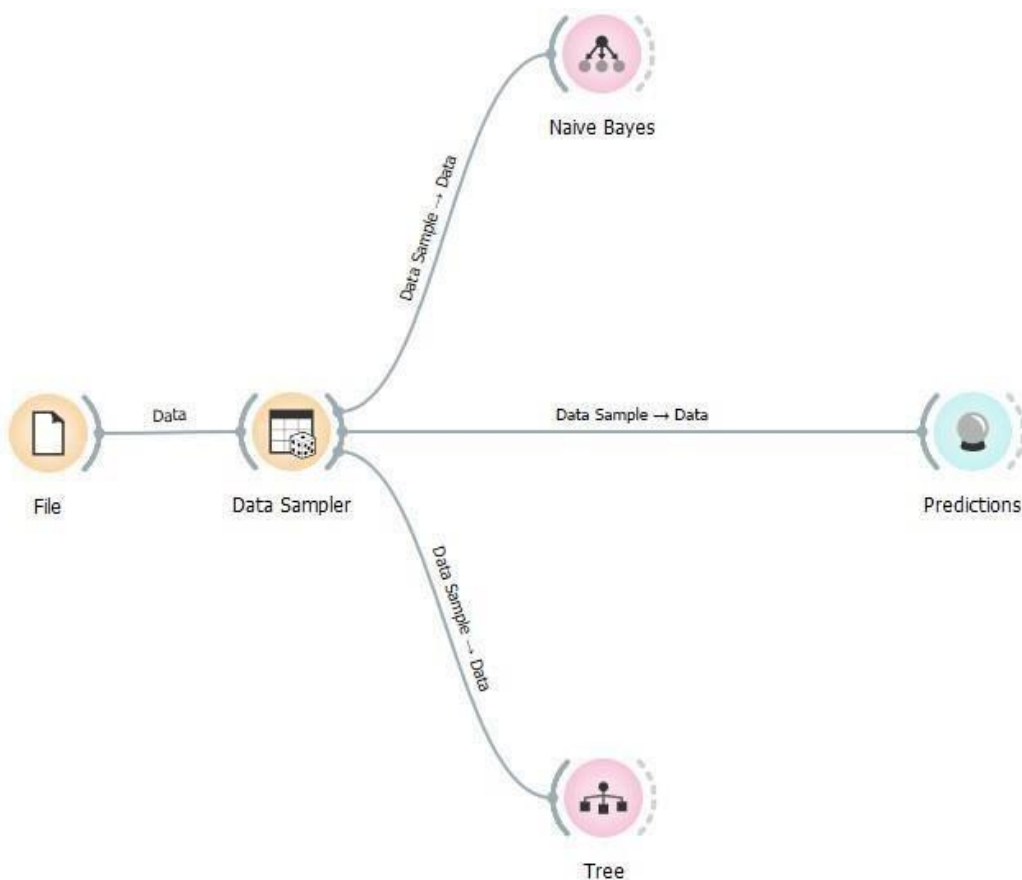 Naive Bayes
Data Sample → Data
File
Data
Data Sampler
Data Sample → Data
Predictions
Data Sample → Data
Tree